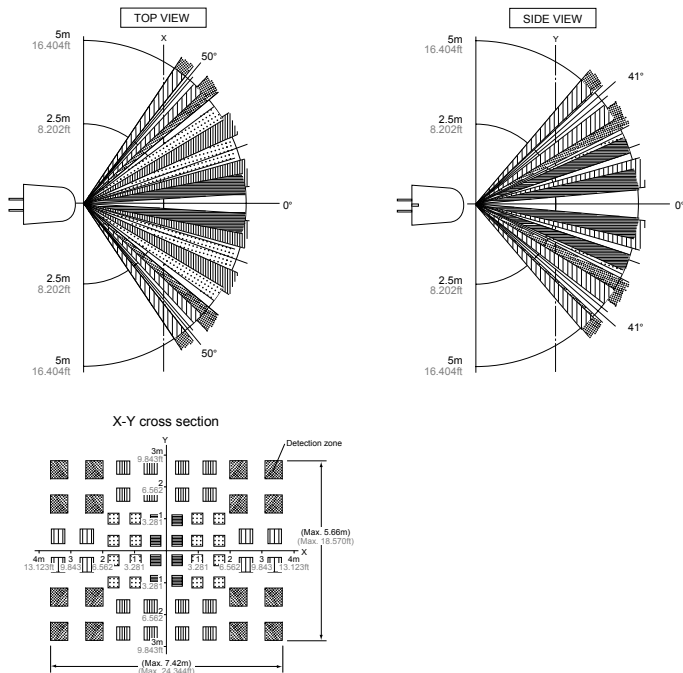 TOP VIEW
5m
16.404ft
X
50°
2.5m
8.202ft
0°
2.5m
8.202ft
50°
5m
16.404ft
SIDE VIEW
5m
16.404ft
Y
41°
2.5m
8.202ft
0°
2.5m
8.202ft
41°
5m
16.404ft
X-Y cross section
Y
3m
9.843ft
Detection zone
2
6.562
1
3.281
(Max. 5.66m)
(Max. 18.570ft)
4m 3 2 1 1 2 3 4m X
13.123ft 9.843 6.562 3.281 3.281 6.562 9.843 13.123ft
1
3.281
2
6.562
3m
9.843ft
(Max. 7.42m)
(Max. 24.344ft)